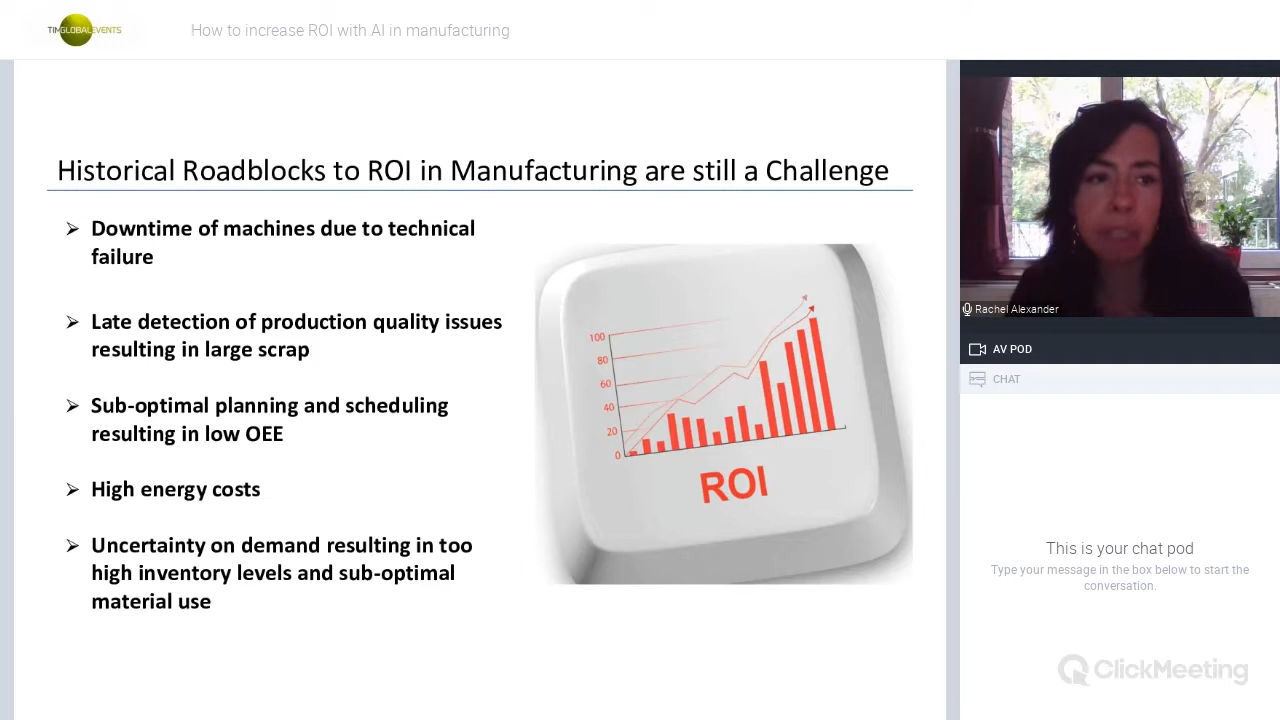 TIMGLOBALEVENTS
How to increase ROI with AI in manufacturing
Historical Roadblocks to ROI in Manufacturing are still a Challenge
➢ Downtime of machines due to technical
failure
➢ Late detection of production quality issues
resulting in large scrap
➢ Sub-optimal planning and scheduling
resulting in low OEE
➢ High energy costs
➢ Uncertainty on demand resulting in too
high inventory levels and sub-optimal
material use
100
80
60
40
20
0
ROI
Rachel Alexander
AV POD
CHAT
This is your chat pod
Type your message in the box below to start the
conversation.
ClickMeeting